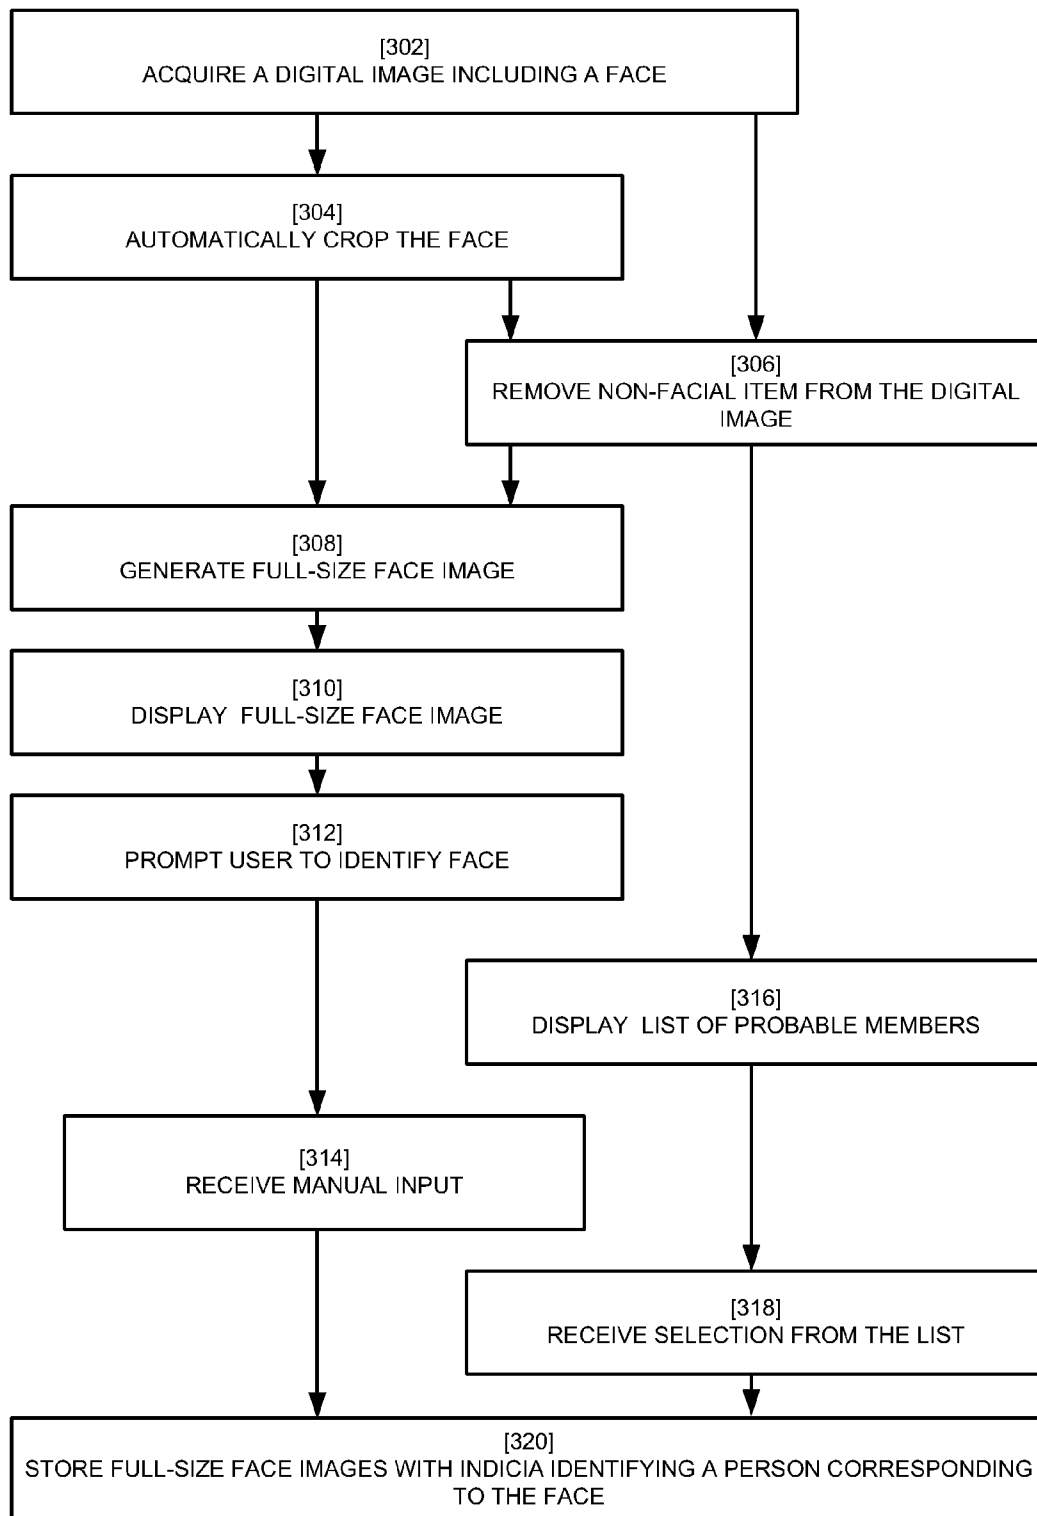 [302]
ACQUIRE A DIGITAL IMAGE INCLUDING A FACE
[304]
AUTOMATICALLY CROP THE FACE
[306]
REMOVE NON-FACIAL ITEM FROM THE DIGITAL
IMAGE
[308]
GENERATE FULL-SIZE FACE IMAGE
[310]
DISPLAY FULL-SIZE FACE IMAGE
[312]
PROMPT USER TO IDENTIFY FACE
[316]
DISPLAY LIST OF PROBABLE MEMBERS
[314]
RECEIVE MANUAL INPUT
[318]
RECEIVE SELECTION FROM THE LIST
[320]
STORE FULL-SIZE FACE IMAGES WITH INDICIA IDENTIFYING A PERSON CORRESPONDING
TO THE FACE